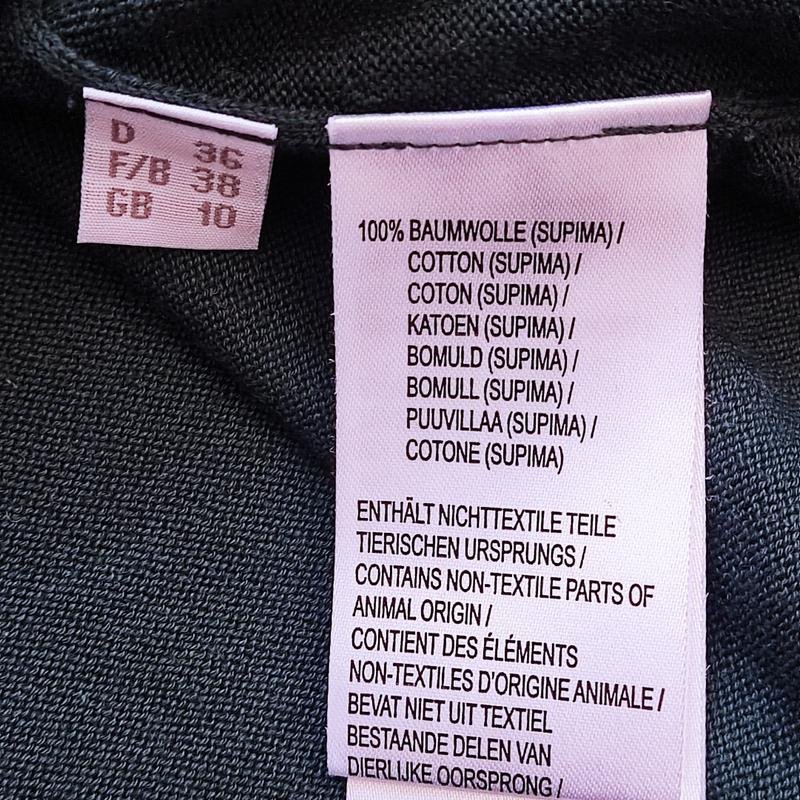 D 36
F/B 38
GB 10
100% BAUMWOLLE (SUPIMA) /
COTTON (SUPIMA) /
COTON (SUPIMA) /
KATOEN (SUPIMA) /
BOMULD (SUPIMA) /
BOMULL (SUPIMA) /
PUUVILLAA (SUPIMA) /
COTONE (SUPIMA)
ENTHÄLT NICHTTEXTILE TEILE
TIERISCHEN URSPRUNGS /
CONTAINS NON-TEXTILE PARTS OF
ANIMAL ORIGIN /
CONTIENT DES ÉLÉMENTS
NON-TEXTILES D'ORIGINE ANIMALE /
BEVAT NIET UIT TEXTIEL
BESTAANDE DELEN VAN
DIERLIJKE OORSPRONG /